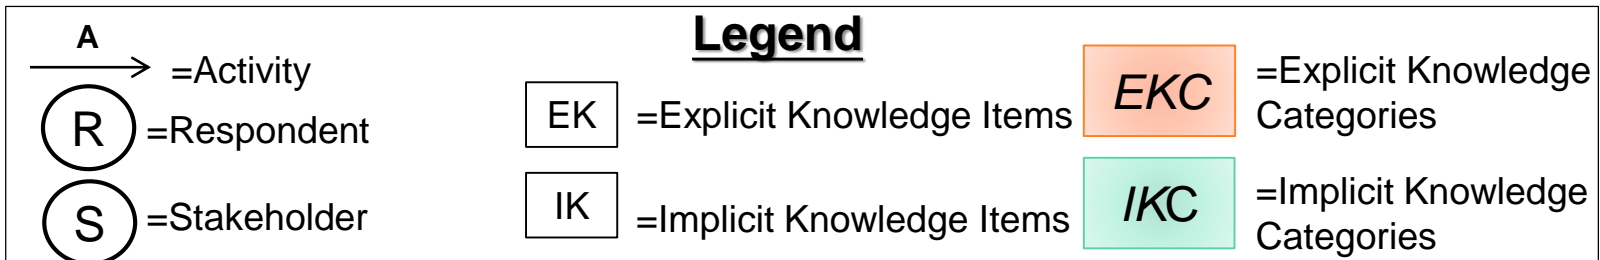 Legend
A
=Activity
R
=Respondent
S
=Stakeholder
EK
=Explicit Knowledge Items
IK
=Implicit Knowledge Items
EKC
=Explicit Knowledge
Categories
IKC
=Implicit Knowledge
Categories